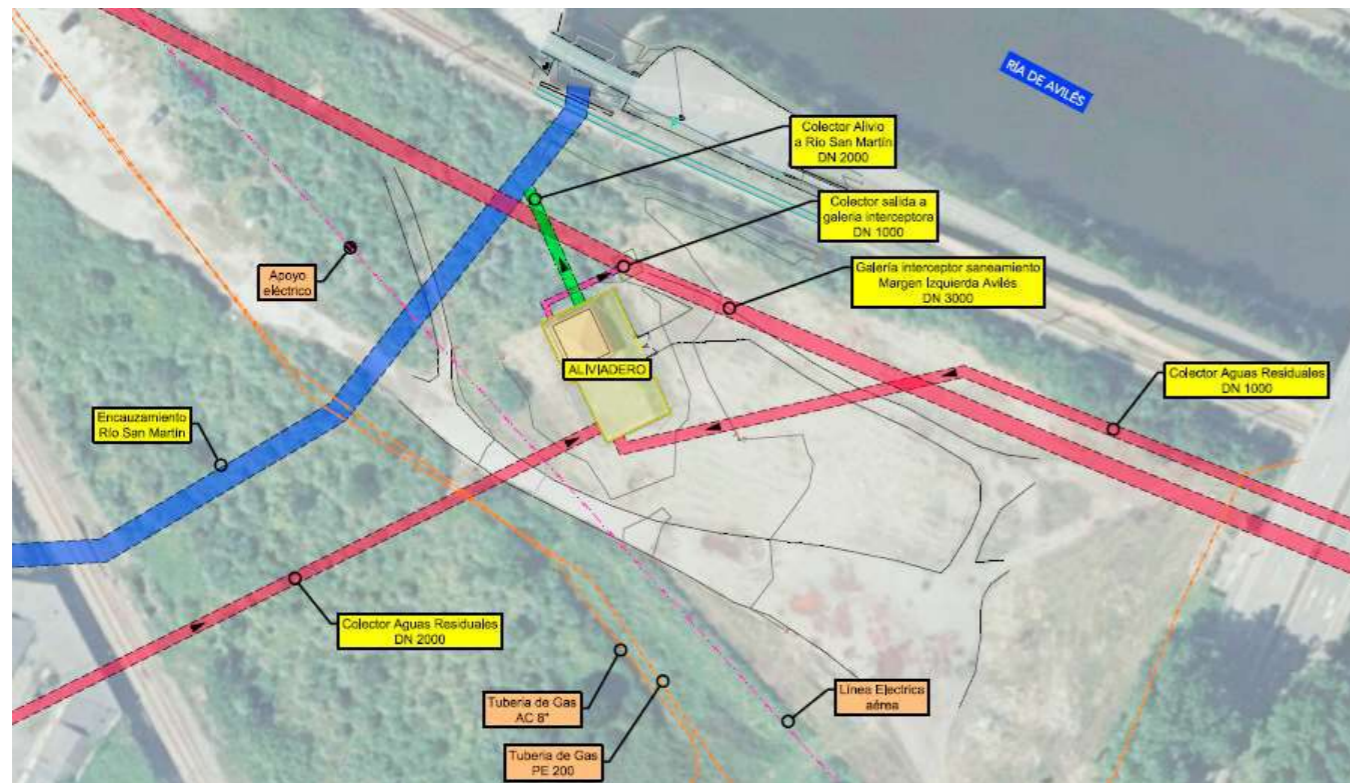 RÍA DE AVILÉS
Colector Alivio
a Río San Martín
DN 2000
Colector salida a
galería interceptora
DN 1000
Galería interceptor saneamiento
Margen Izquierda Avilés
DN 3000
Apoyo
eléctrico
ALIVIADERO
Colector Aguas Residuales
DN 1000
Encauzamiento
Río San Martín
Colector Aguas Residuales
DN 2000
Tubería de Gas
AC 8"
Línea Electrica
aérea
Tubería de Gas
PE 200